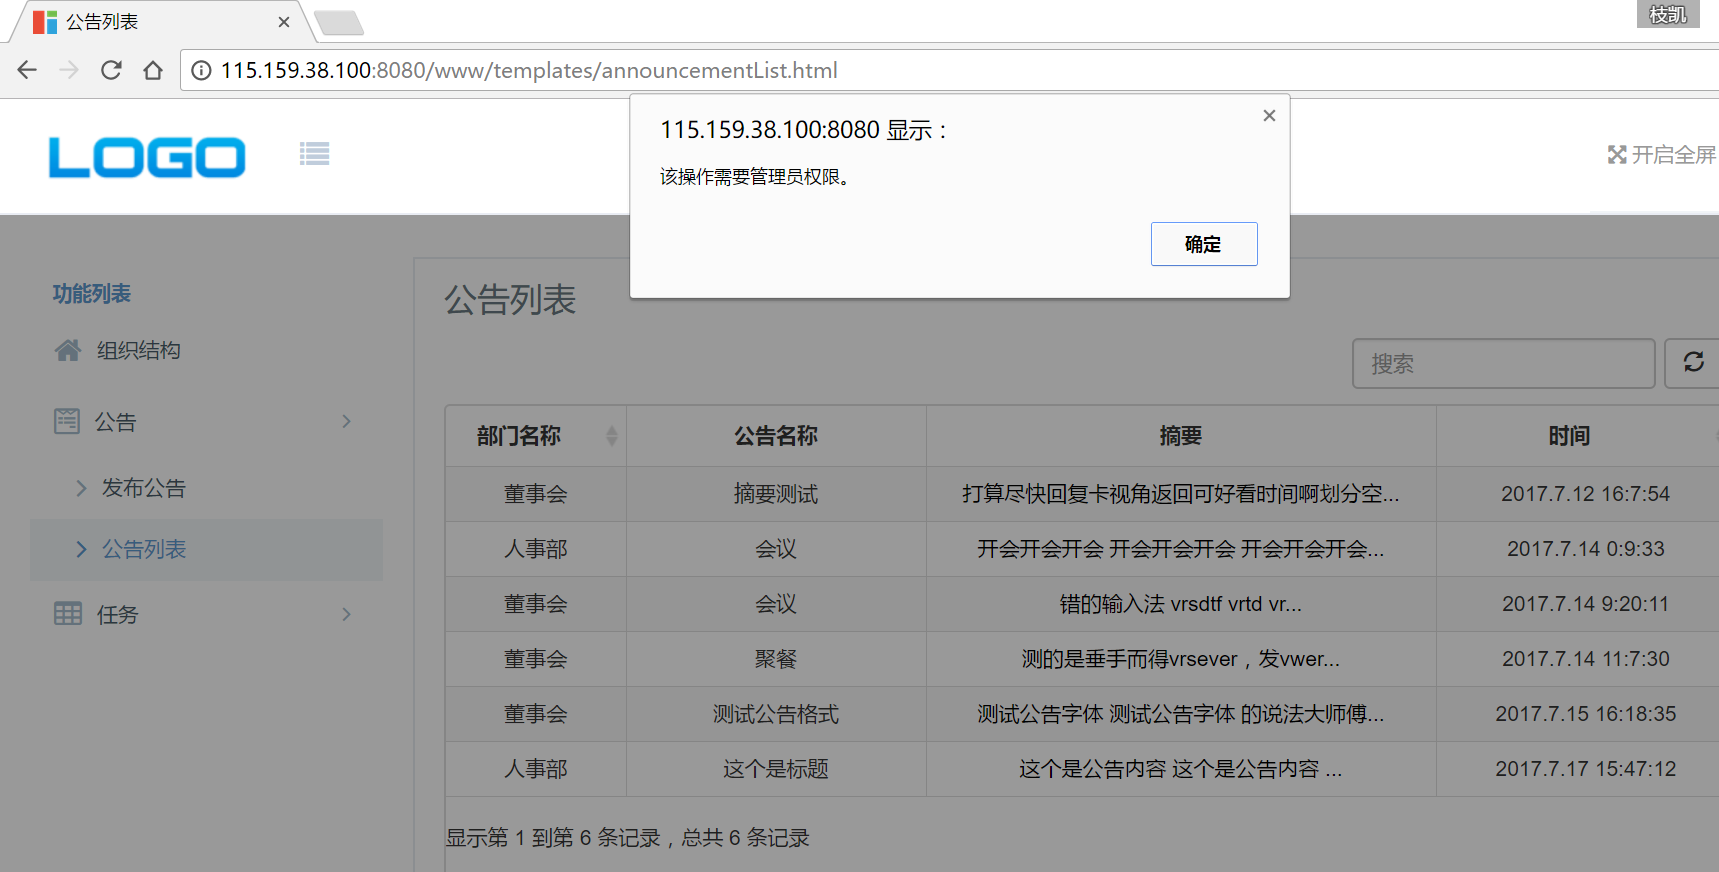 公告列表
枝凯
115.159.38.100:8080/www/templates/announcementList.html
115.159.38.100:8080 显示：
该操作需要管理员权限。
确定
LOGO
开启全屏
功能列表
组织结构
公告
发布公告
公告列表
任务
公告列表
搜索
部门名称 公告名称 摘要 时间
董事会 摘要测试 打算尽快回复卡视角返回可好看时间啊划分空... 2017.7.12 16:7:54
人事部 会议 开会开会开会 开会开会开会 开会开会开会... 2017.7.14 0:9:33
董事会 会议 错的输入法 vrsdtf vrtd vr... 2017.7.14 9:20:11
董事会 聚餐 测的是垂手而得vrsever，发vwer... 2017.7.14 11:7:30
董事会 测试公告格式 测试公告字体 测试公告字体 的说法大师傅... 2017.7.15 16:18:35
人事部 这个是标题 这个是公告内容 这个是公告内容 ... 2017.7.17 15:47:12
显示第 1 到第 6 条记录，总共 6 条记录